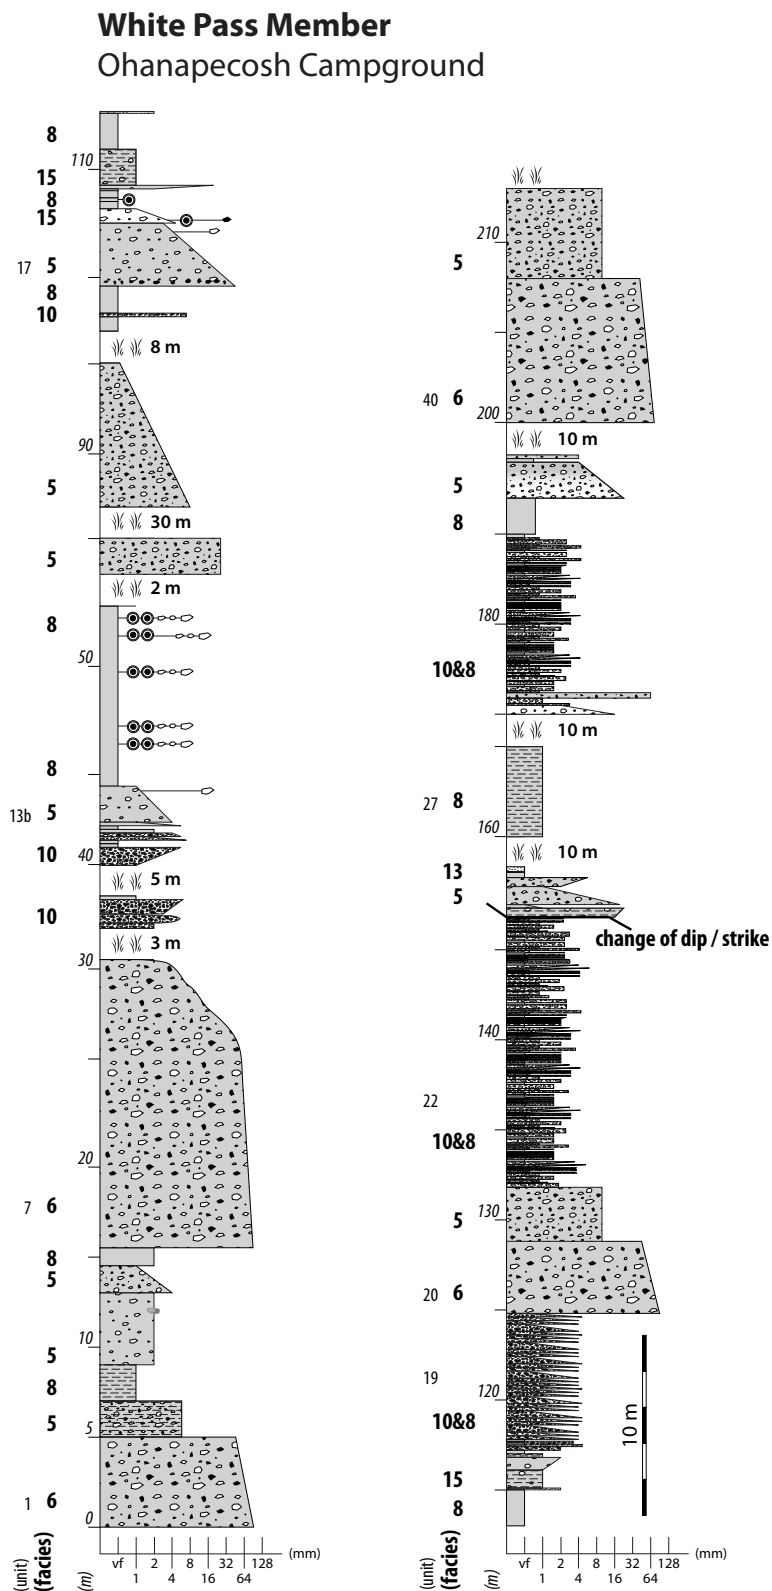 White Pass Member
Ohanapecosh Campground
8
110
15
8
15
17 5
8
10
8 m
90
5
30 m
5
2 m
8
50
8
13b 5
10 40
5 m
10
3 m
30
20
7 6
8
5
10
5
8
5
5
1 6
0
(unit) (facies) (m)
vf 2 8 32 128 (mm)
1 4 16 64
210
5
40 6
200
10 m
5
8
180
10&8
10 m
27 8
160
10 m
13
5
change of dip / strike
140
22
10&8
5 130
20 6
19
120
10&8
10 m
15
8
(unit) (facies) (m)
vf 2 8 32 128 (mm)
1 4 16 64